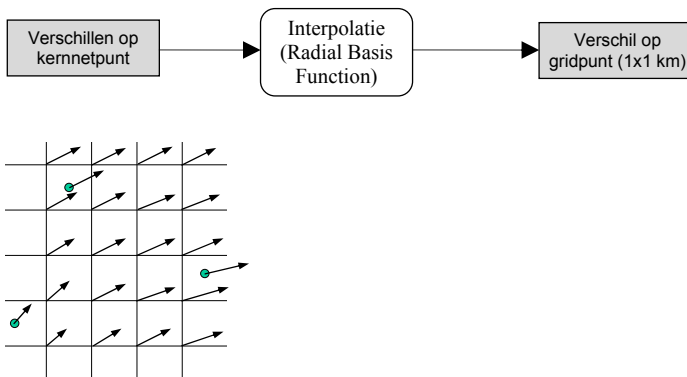 Verschillen op
kernnetpunt
Interpolatie
(Radial Basis
Function)
Verschil op
gridpunt (1x1 km)